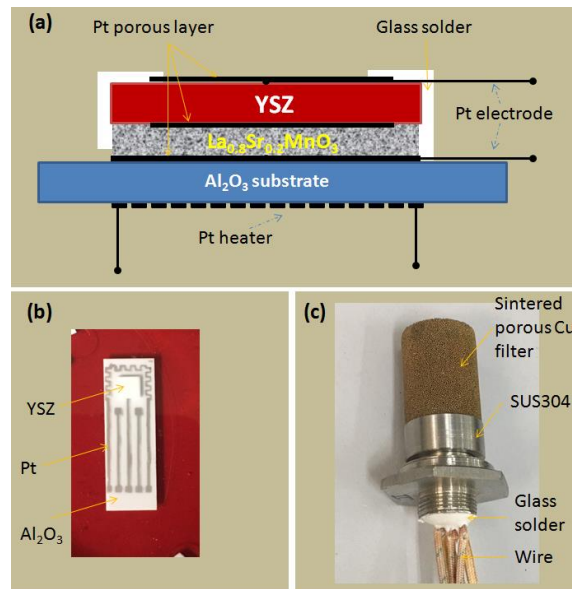 (a)
Pt porous layer
Glass solder
YSZ
Pt electrode
La₀.₈Sr₀.₂MnO₃
Al₂O₃ substrate
Pt heater
(b)
YSZ
Pt
Al₂O₃
(c)
Sintered
porous Cu
filter
SUS304
Glass
solder
Wire